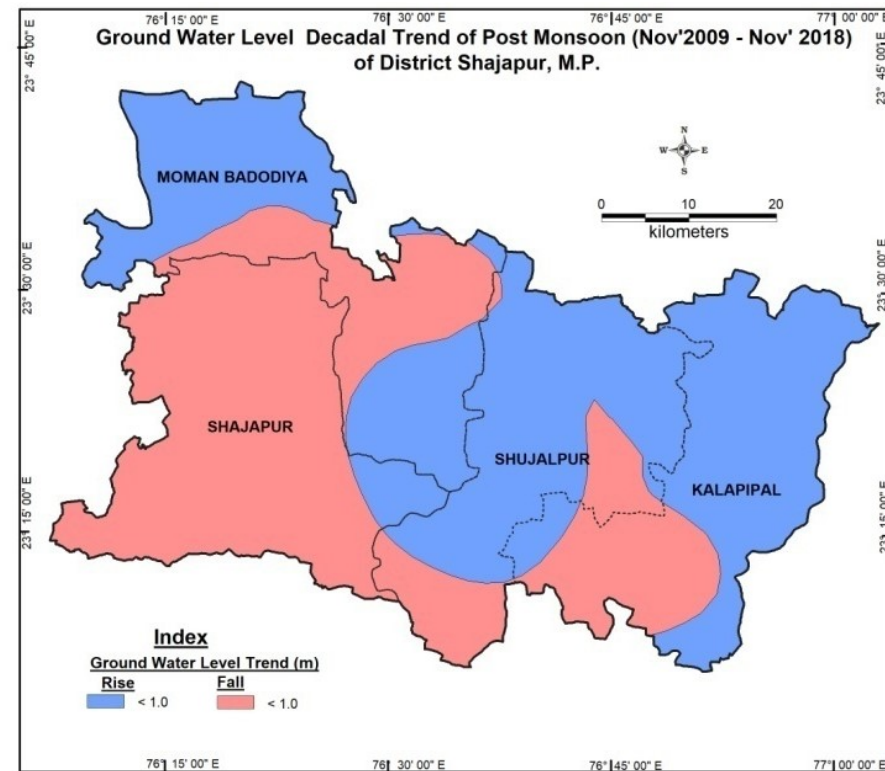 76° 15' 00" E
76° 30' 00" E
76° 45' 00" E
77° 00' 00" E
Ground Water Level Decadal Trend of Post Monsoon (Nov'2009 - Nov' 2018)
of District Shajapur, M.P.
23° 45' 00" E
23° 45' 00" E
N
W E
S
MOMAN BADODIYA
0 10 20
kilometers
23° 30' 00" E
23° 30' 00" E
SHAJAPUR
SHUJALPUR
KALAPIPAL
23° 15' 00" E
23° 15' 00" E
Index
Ground Water Level Trend (m)
Rise Fall
< 1.0 < 1.0
76° 15' 00" E
76° 30' 00" E
76° 45' 00" E
77° 00' 00" E